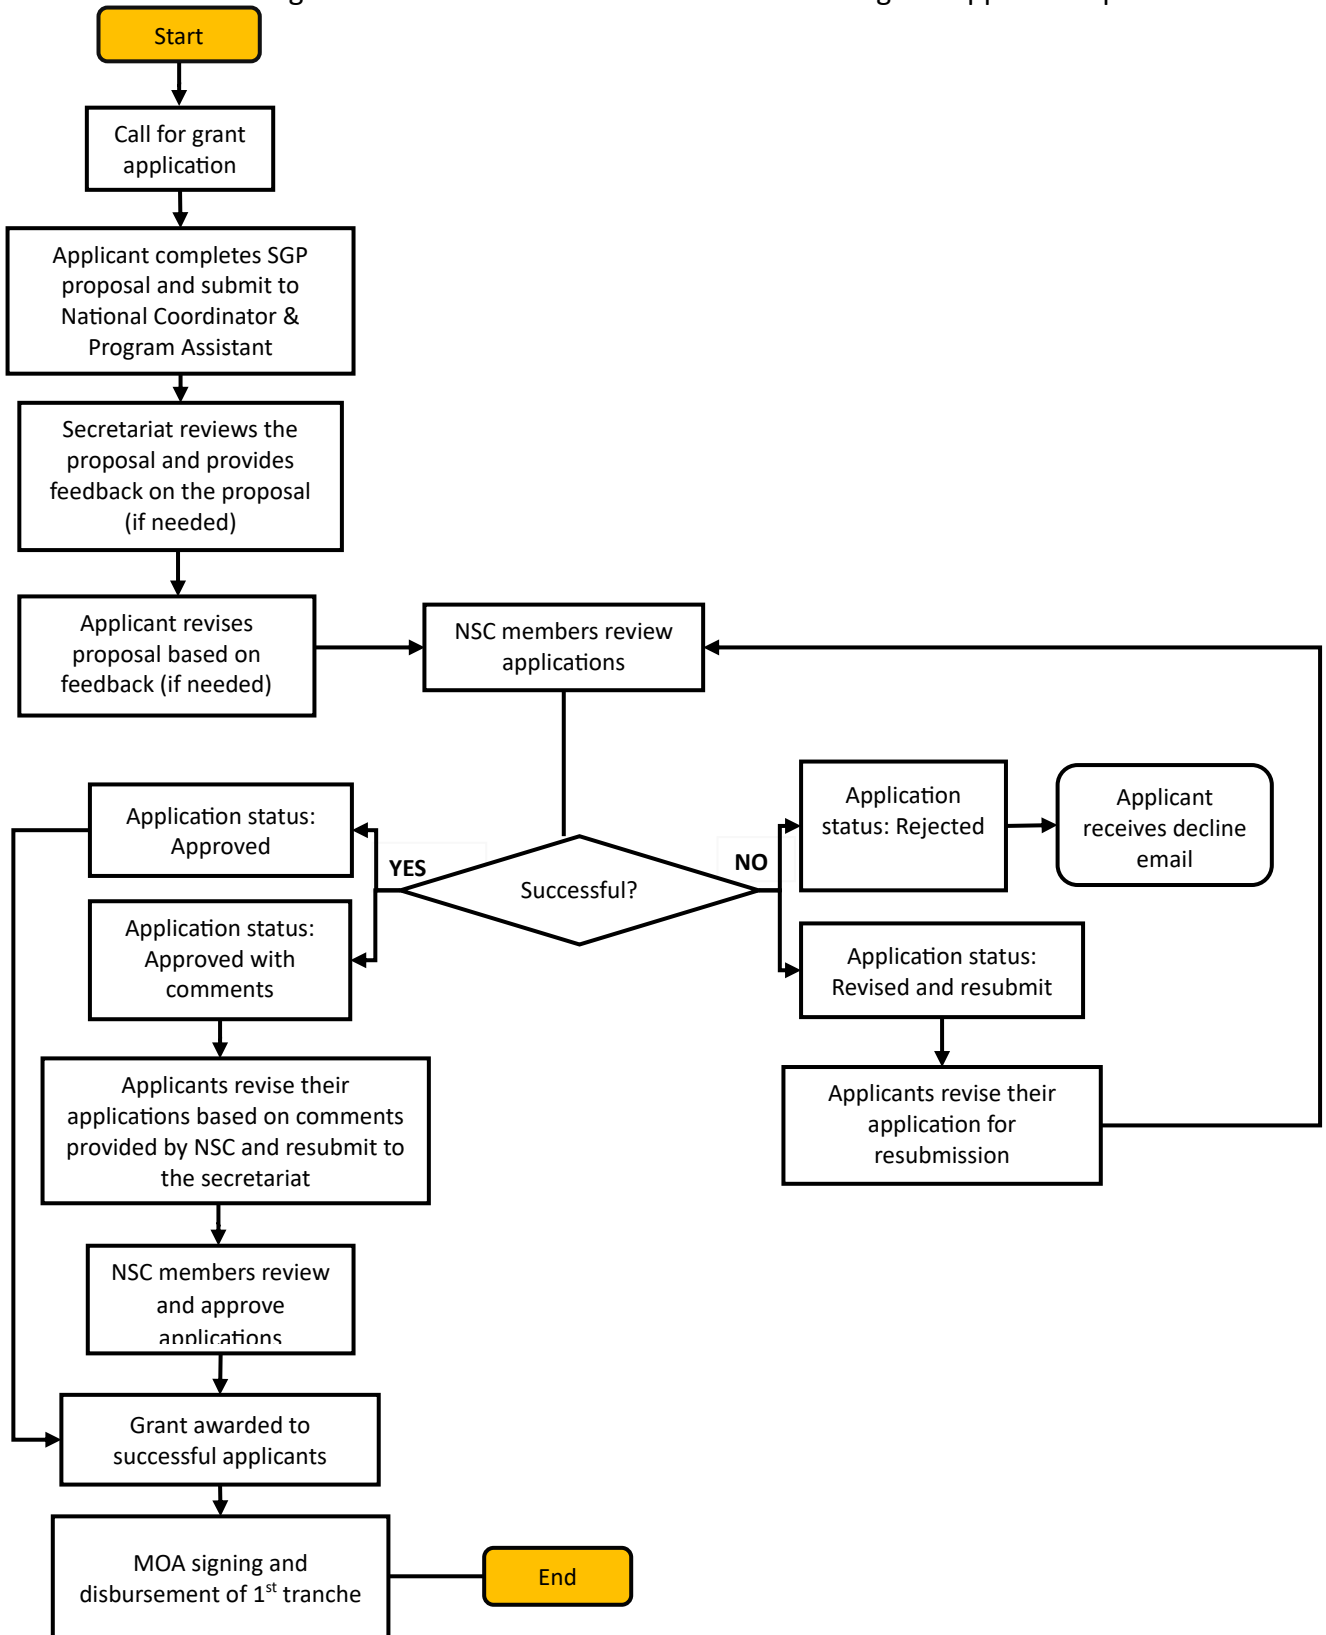 Start
Call for grant
application
Applicant completes SGP
proposal and submit to
National Coordinator &
Program Assistant
Secretariat reviews the
proposal and provides
feedback on the proposal
(if needed)
Applicant revises
proposal based on
feedback (if needed)
NSC members review
applications
Application status:
Approved
YES
Successful?
NO
Application
status: Rejected
Applicant
receives decline
email
Application status:
Approved with
comments
Application status:
Revised and resubmit
Applicants revise their
applications based on comments
provided by NSC and resubmit to
the secretariat
Applicants revise their
application for
resubmission
NSC members review
and approve
applications
Grant awarded to
successful applicants
MOA signing and
disbursement of 1st tranche
End